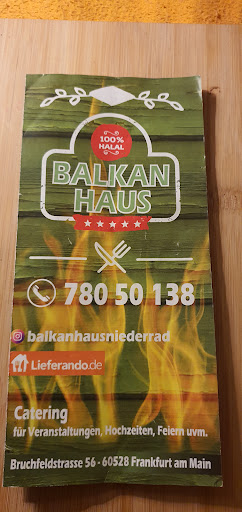 100%
HALAL
BALKAN
HAUS
780 50 138
balkanhausniederrad
Lieferando.de
Catering
für Veranstaltungen, Hochzeiten, Feiern uvm.
Bruchfeldstrasse 56 - 60528 Frankfurt am Main